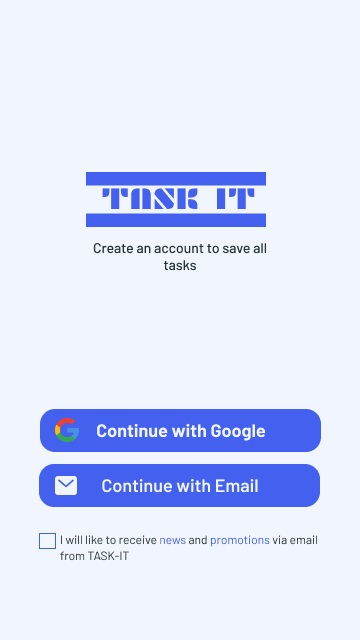 TASK IT
Create an account to save all
tasks
Continue with Google
Continue with Email
I will like to receive news and promotions via email
from TASK-IT